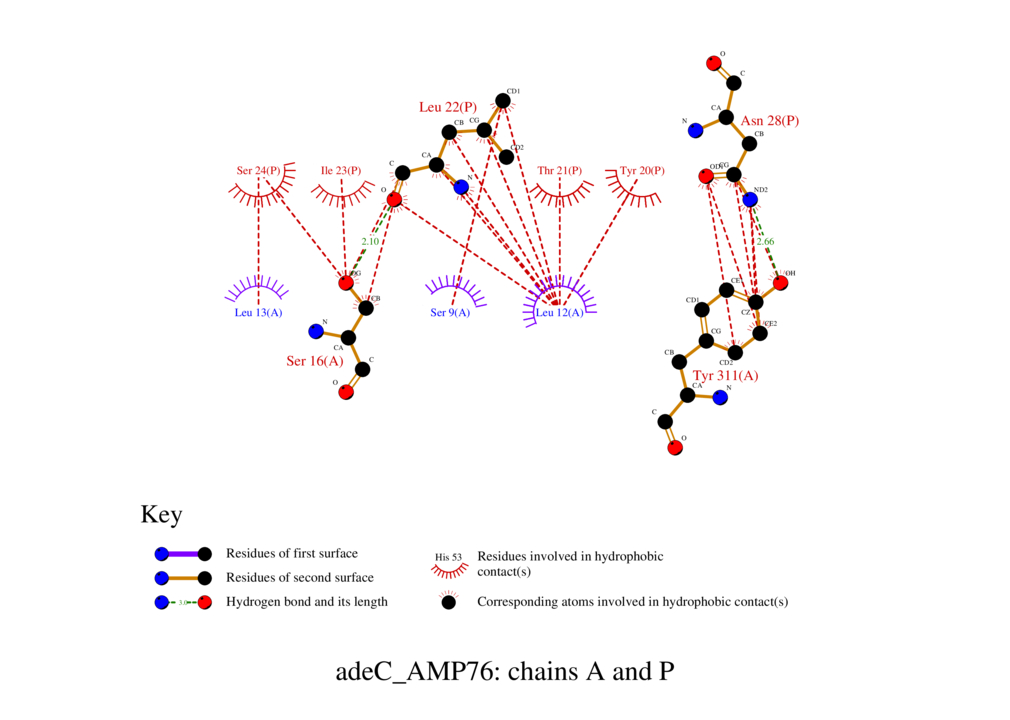 O
C
CA
N
CB
Asn 28(P)
OD1
CG
ND2
CD1
Leu 22(P)
CB
CG
CD2
CA
C
N
O
Ser 24(P)
Ile 23(P)
Thr 21(P)
Tyr 20(P)
2.10
2.66
OG
CB
N
CA
C
O
Leu 13(A)
Ser 16(A)
Ser 9(A)
Leu 12(A)
OH
CE1
CD1
CZ
CE2
CG
CD2
CB
Tyr 311(A)
CA
N
C
O
Key
Residues of first surface
Residues of second surface
3.0
Hydrogen bond and its length
His 53
Residues involved in hydrophobic
contact(s)
Corresponding atoms involved in hydrophobic contact(s)
adeC_AMP76: chains A and P